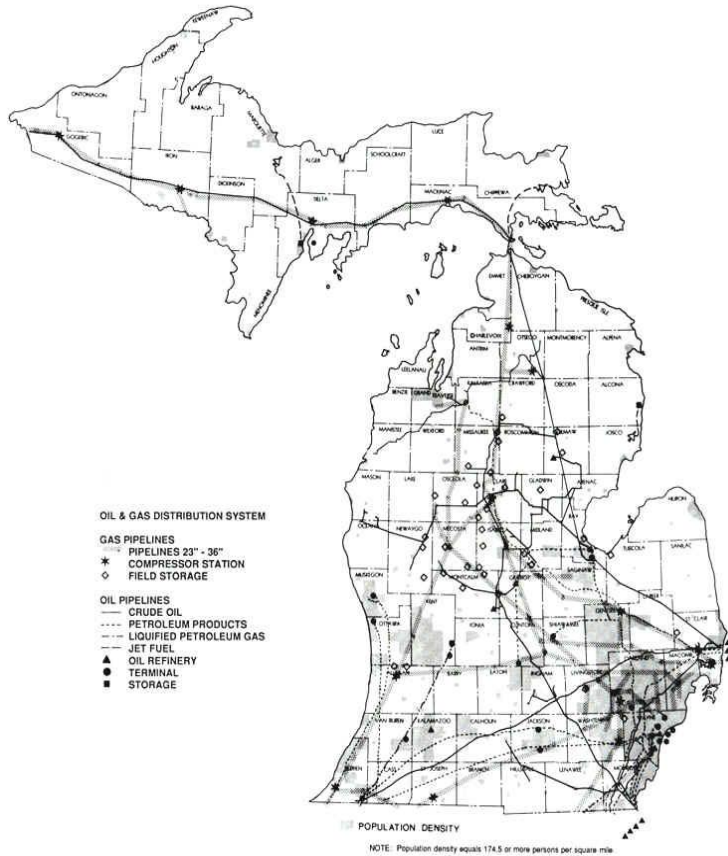 KEWEENAW
HOUGHTON
ONTONAGON
BARAGA
GOGEBIC
MARQUETTE
LUCE
ALGER
SCHOOLCRAFT
IRON
DICKINSON
MACKINAC
CHIPPEWA
DELTA
MENOMINEE
EMMET
CHEBOYGAN
PRESQUE ISLE
CHARLEVOIX
ANTRIM
OTSEGO
MONTMORENCY
ALPENA
LEELANAU
KALKASKA
CRAWFORD
OSCODA
ALCONA
BENZIE
GRAND
TRAVERSE
MANISTEE
WEXFORD
MISSAUKEE
ROSCOMMON
IOSCO
MASON
LAKE
OSCEOLA
CLARE
GLADWIN
ARENAC
HURON
OCEANA
NEWAYGO
MECOSTA
ISABELLA
MIDLAND
BAY
TUSCOLA
SANILAC
OIL & GAS DISTRIBUTION SYSTEM
GAS PIPELINES
PIPELINES 23" - 36"
COMPRESSOR STATION
FIELD STORAGE
MUSKEGON
MONTCALM
GRATIOT
SAGINAW
OIL PIPELINES
CRUDE OIL
PETROLEUM PRODUCTS
LIQUIFIED PETROLEUM GAS
JET FUEL
OIL REFINERY
TERMINAL
STORAGE
KENT
OTTAWA
IONIA
CLINTON
SHIAWASSEE
GENESEE
ST CLAIR
MACOMB
BARRY
EATON
INGHAM
LIVINGSTON
VAN BUREN
KALAMAZOO
CALHOUN
JACKSON
WASHTENAW
BERRIEN
CASS
ST JOSEPH
BRANCH
HILLSDALE
LENAWEE
MONROE
POPULATION DENSITY
NOTE: Population density equals 174.5 or more persons per square mile